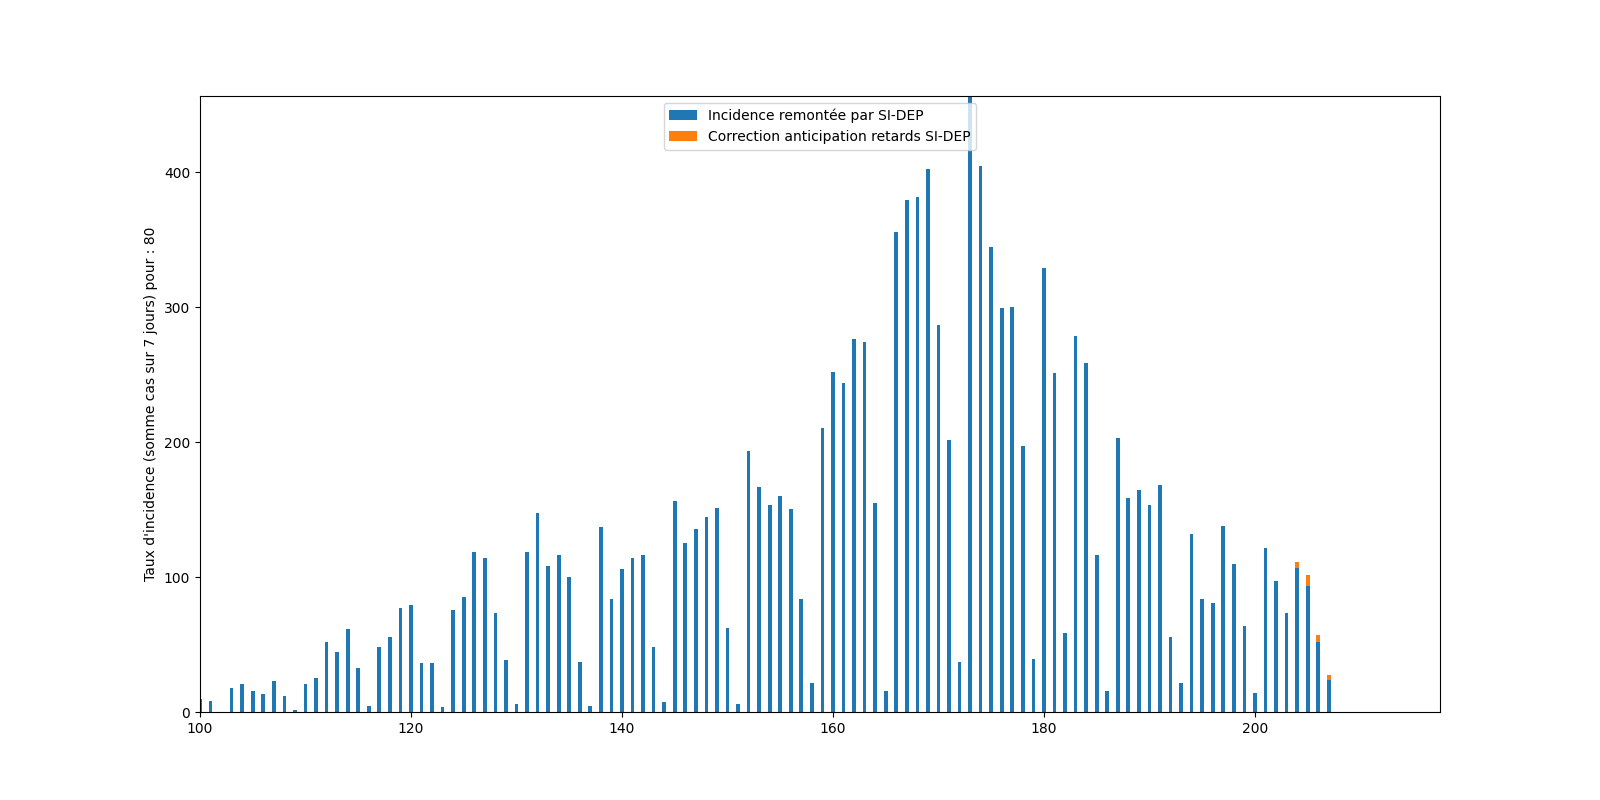 Incidence remontée par SI-DEP
Correction anticipation retards SI-DEP
Taux d'incidence (somme cas sur 7 jours) pour : 80
400
300
200
100
0
100 120 140 160 180 200